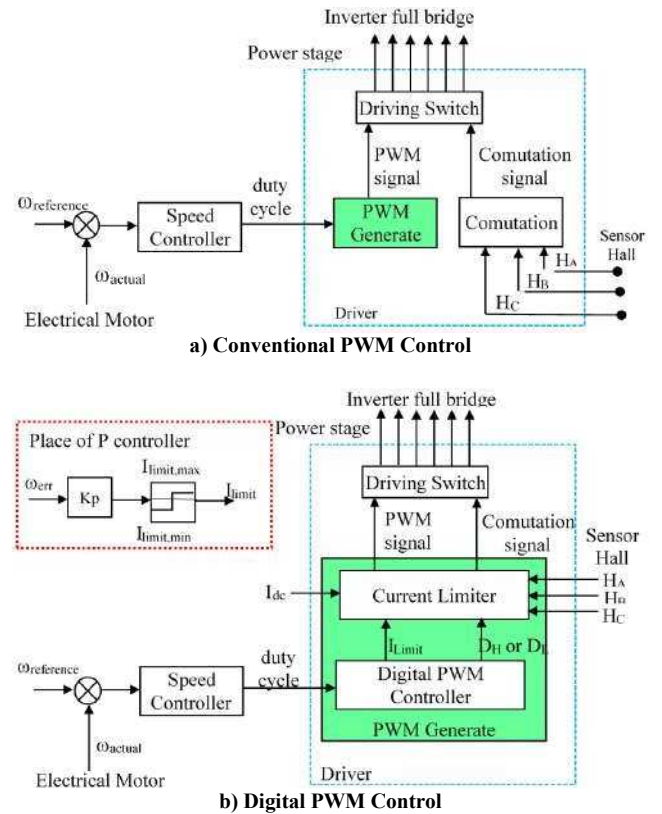 Inverter full bridge
Power stage
Driving Switch
PWM
signal
Comutation
signal
ωreference
Speed
Controller
duty
cycle
PWM
Generate
Comutation
Sensor
Hall
HA
HB
HC
ωactual
Electrical Motor
Driver
a) Conventional PWM Control
Inverter full bridge
Power stage
Place of P controller
Ilimit,max
ωerr
Kp
Ilimit
Ilimit,min
Driving Switch
PWM
signal
Comutation
signal
Sensor
Hall
HA
HB
HC
Idc
Current Limiter
ILimit
DH or DL
ωreference
Speed
Controller
duty
cycle
Digital PWM
Controller
PWM Generate
ωactual
Electrical Motor
Driver
b) Digital PWM Control